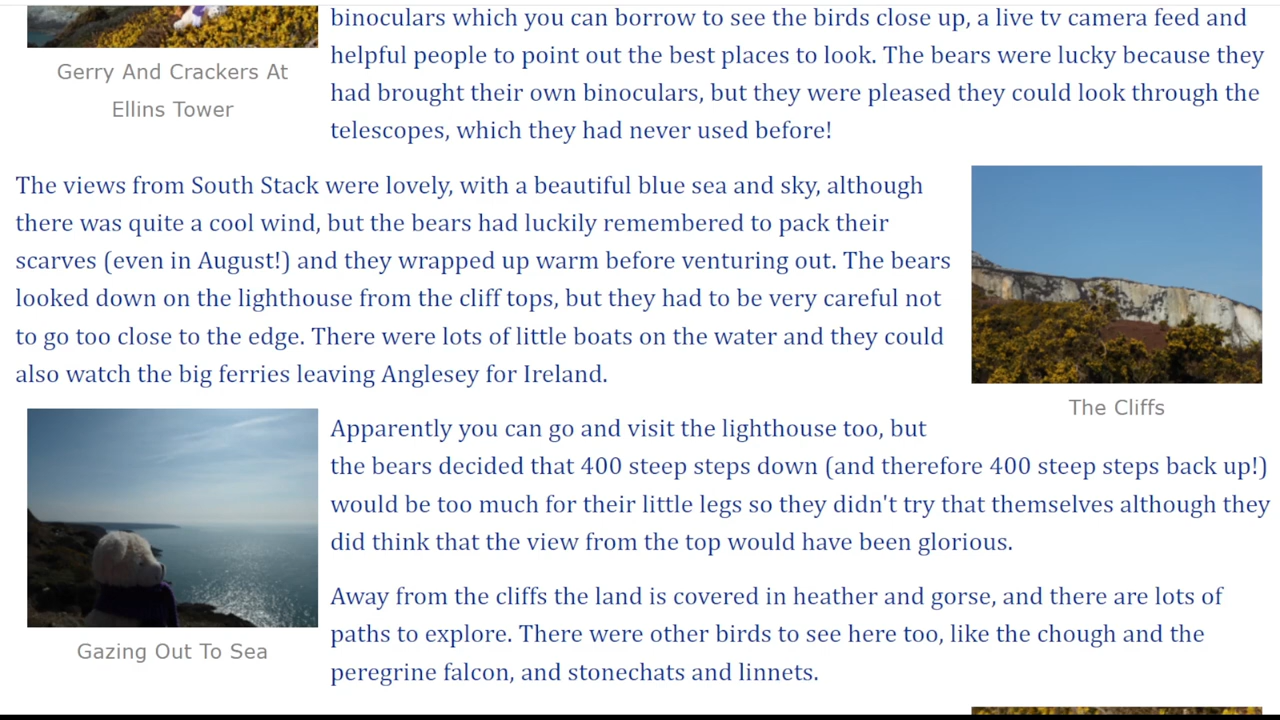 binoculars which you can borrow to see the birds close up, a live tv camera feed and
helpful people to point out the best places to look. The bears were lucky because they
had brought their own binoculars, but they were pleased they could look through the
telescopes, which they had never used before!
Gerry And Crackers At
Ellins Tower
The views from South Stack were lovely, with a beautiful blue sea and sky, although
there was quite a cool wind, but the bears had luckily remembered to pack their
scarves (even in August!) and they wrapped up warm before venturing out. The bears
looked down on the lighthouse from the cliff tops, but they had to be very careful not
to go too close to the edge. There were lots of little boats on the water and they could
also watch the big ferries leaving Anglesey for Ireland.
The Cliffs
Apparently you can go and visit the lighthouse too, but
the bears decided that 400 steep steps down (and therefore 400 steep steps back up!)
would be too much for their little legs so they didn't try that themselves although they
did think that the view from the top would have been glorious.
Gazing Out To Sea
Away from the cliffs the land is covered in heather and gorse, and there are lots of
paths to explore. There were other birds to see here too, like the chough and the
peregrine falcon, and stonechats and linnets.